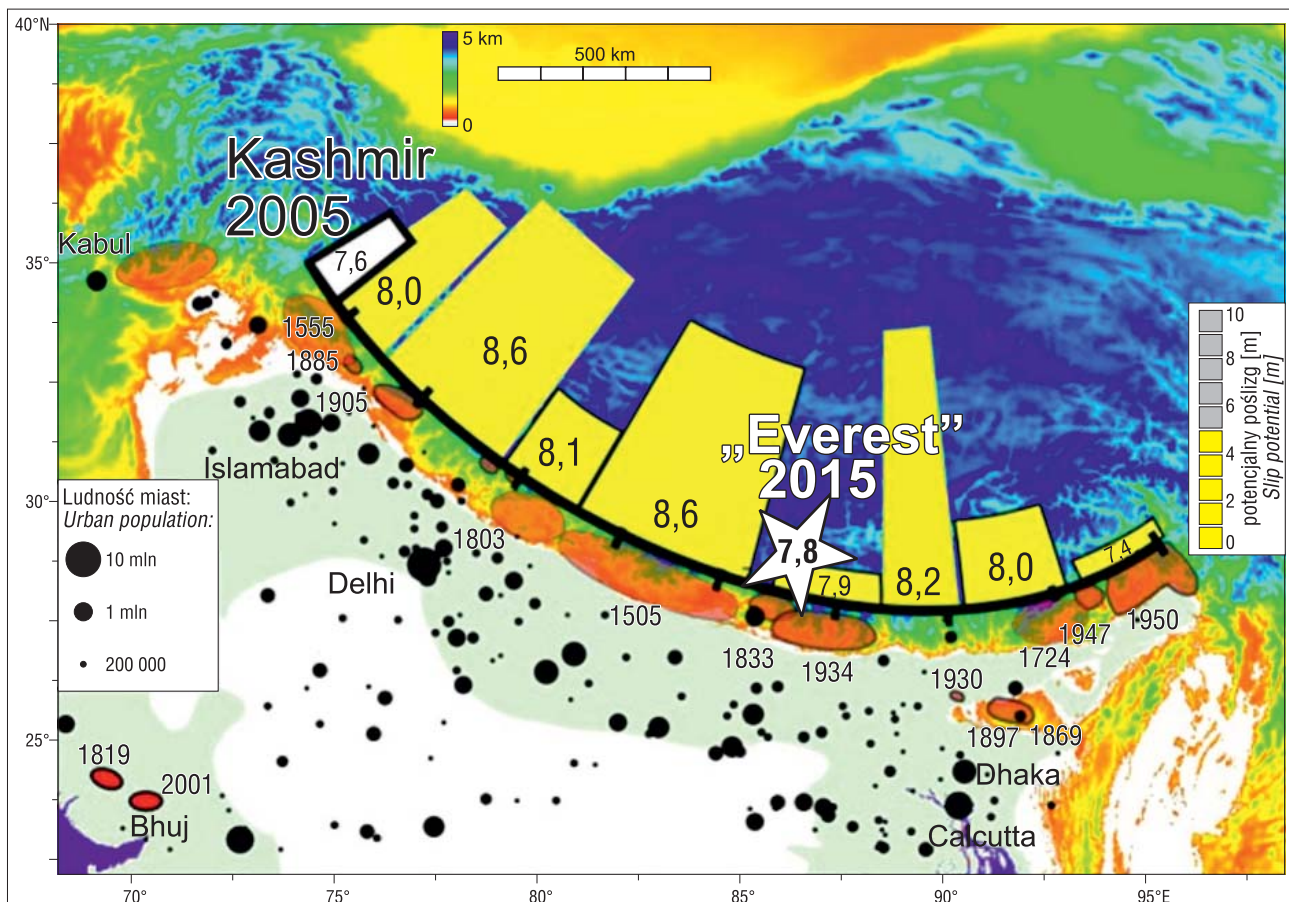 40°N
35°
30°
25°
70°
75°
80°
85°
90°
95°E
5 km
0
500 km
Kashmir
2005
Kabul
7,6
8,0
8,6
8,1
8,6
„Everest”
2015
7,8
7,9
8,2
8,0
7,4
1555
1885
1905
Islamabad
1803
Delhi
1505
1833
1934
1930
1724
1947
1950
1897
1869
Dhaka
Calcutta
1819
2001
Bhuj
Ludność miast:
Urban population:
10 mln
1 mln
200 000
10
8
6
4
2
0
potencjalny poślizg [m]
Slip potential [m]